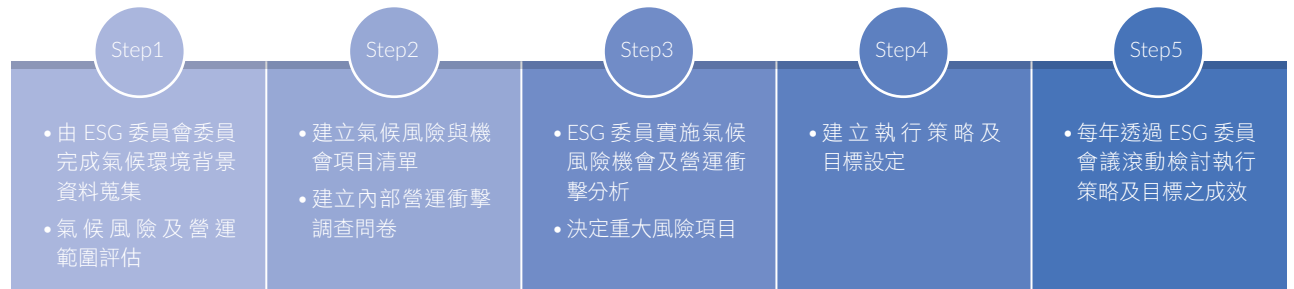 Step1
• 由 ESG 委員會委員
完成氣候環境背景
資料蒐集
• 氣候風險及營運
範圍評估
Step2
• 建立氣候風險與機
會項目清單
• 建立內部營運衝擊
調查問卷
Step3
• ESG 委員實施氣候
風險機會及營運衝
擊分析
• 決定重大風險項目
Step4
• 建立執行策略及
目標設定
Step5
• 每年透過 ESG 委員
會議滾動檢討執行
策略及目標之成效